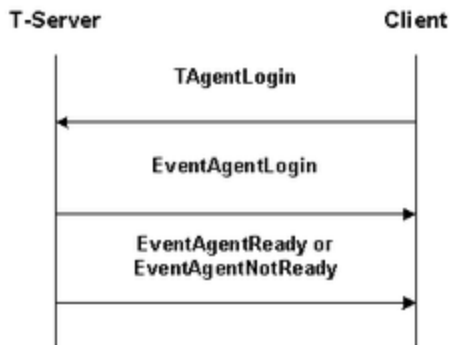 T-Server
Client
TAgentLogin
EventAgentLogin
EventAgentReady or
EventAgentNotReady